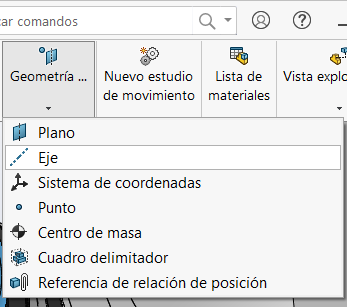 car comandos
Geometría ...
Nuevo estudio
de movimiento
Lista de
materiales
Vista explo
Plano
Eje
Sistema de coordenadas
Punto
Centro de masa
Cuadro delimitador
Referencia de relación de posición